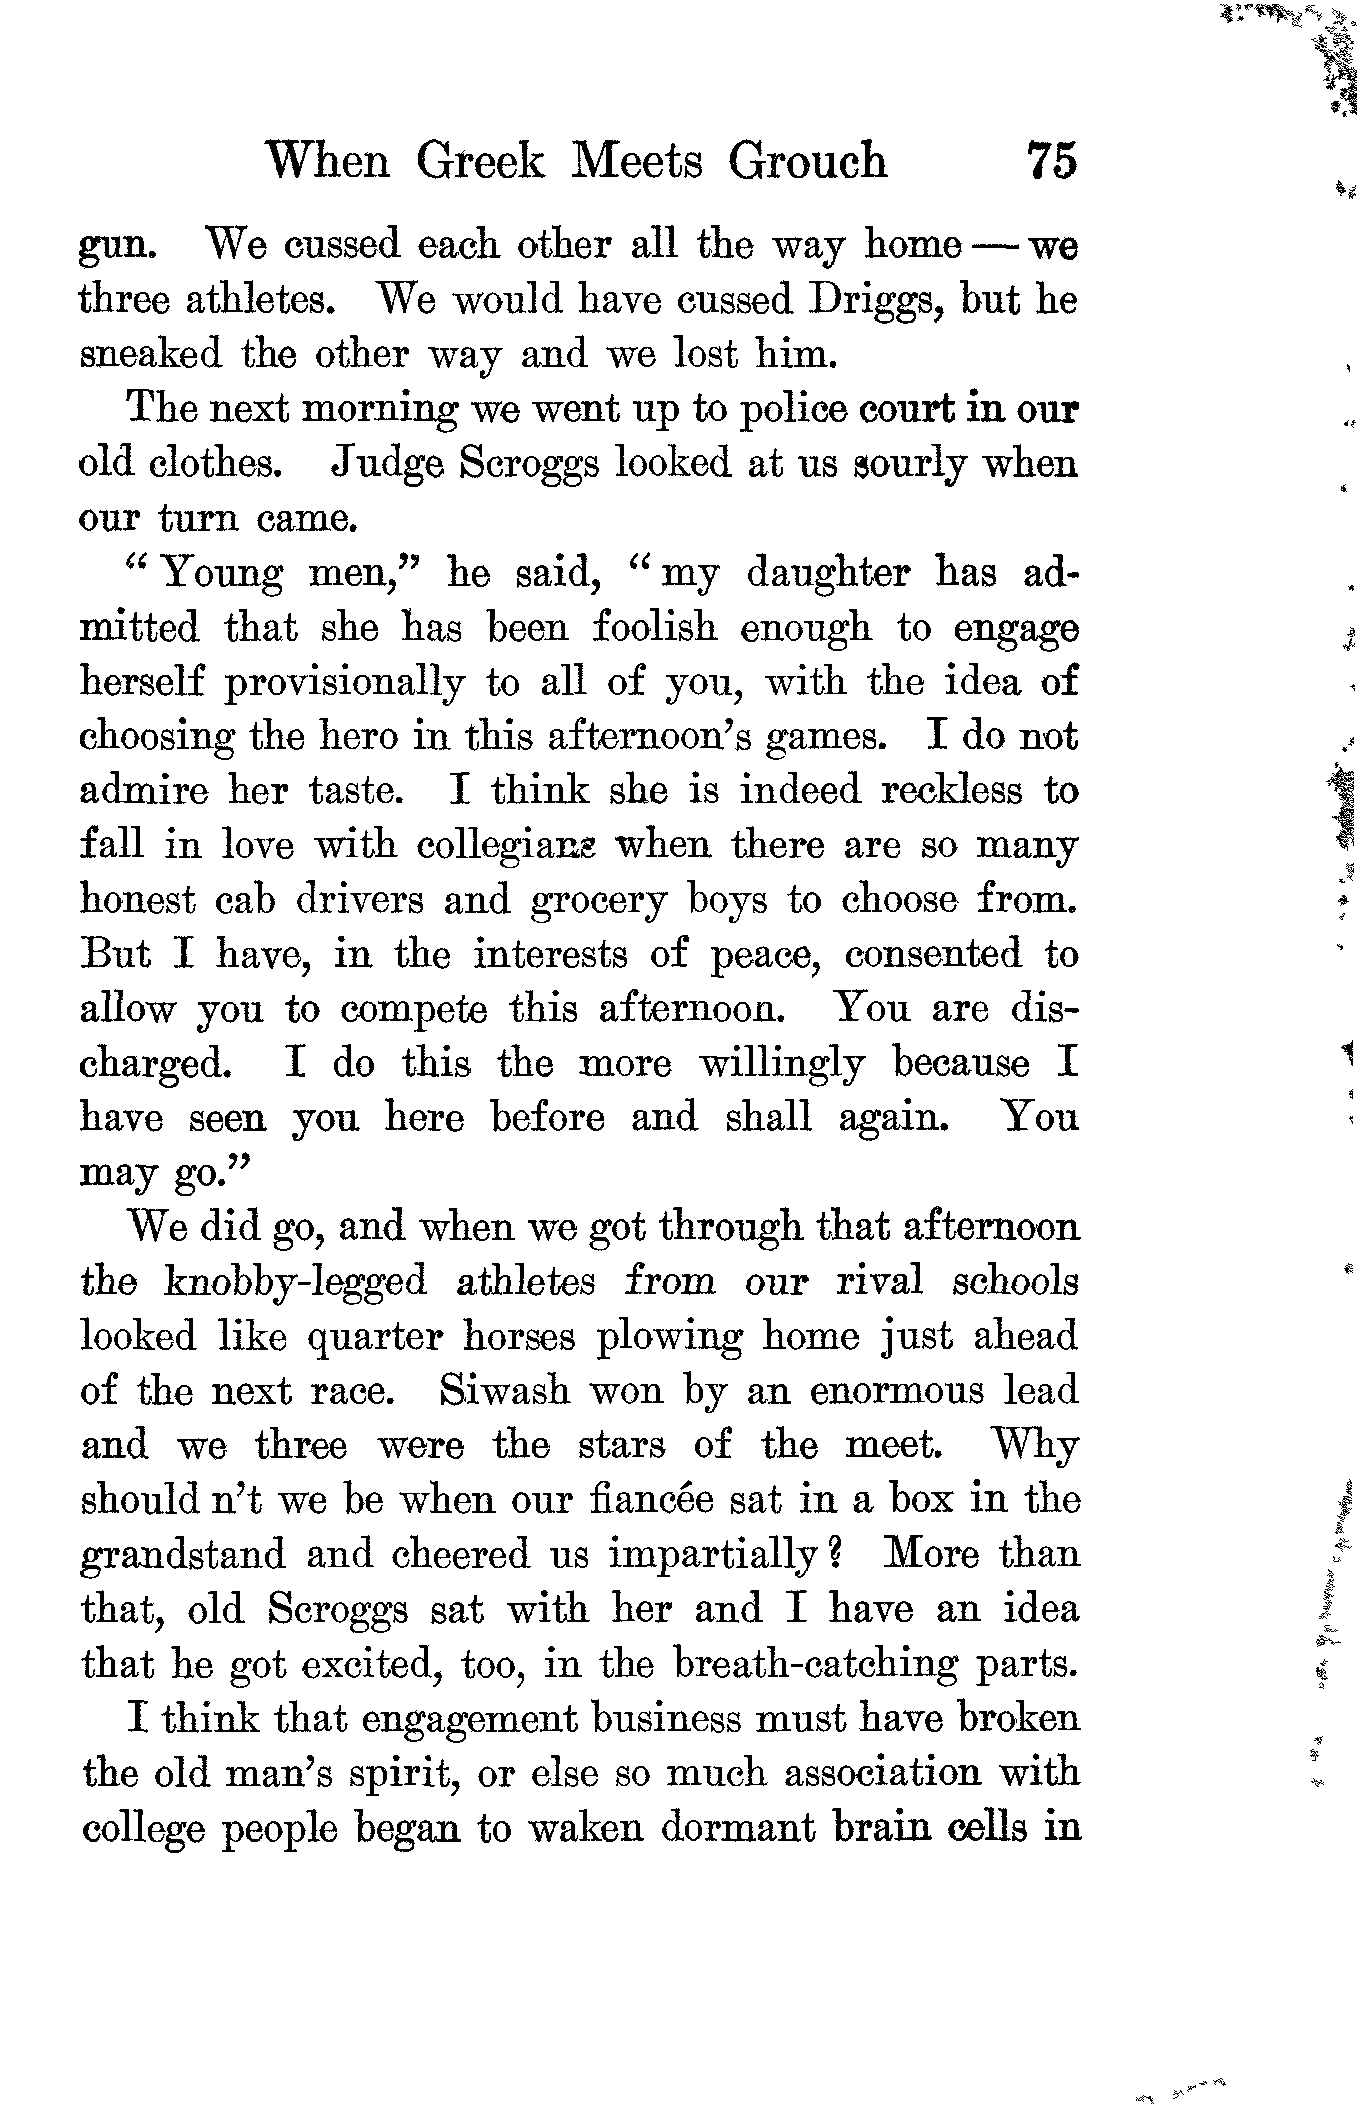 When Greek Meets Grouch 75
gun. We cussed each other all the way home — we
three athletes. We would have cussed Driggs, but he
sneaked the other way and we lost him.
The next morning we went up to police court in our
old clothes. Judge Scroggs looked at us sourly when
our turn came.
“Young men,” he said, “my daughter has ad-
mitted that she has been foolish enough to engage
herself provisionally to all of you, with the idea of
choosing the hero in this afternoon’s games. I do not
admire her taste. I think she is indeed reckless to
fall in love with collegians when there are so many
honest cab drivers and grocery boys to choose from.
But I have, in the interests of peace, consented to
allow you to compete this afternoon. You are dis-
charged. I do this the more willingly because I
have seen you here before and shall again. You
may go.”
We did go, and when we got through that afternoon
the knobby-legged athletes from our rival schools
looked like quarter horses plowing home just ahead
of the next race. Siwash won by an enormous lead
and we three were the stars of the meet. Why
should n’t we be when our fiancée sat in a box in the
grandstand and cheered us impartially? More than
that, old Scroggs sat with her and I have an idea
that he got excited, too, in the breath-catching parts.
I think that engagement business must have broken
the old man’s spirit, or else so much association with
college people began to waken dormant brain cells in